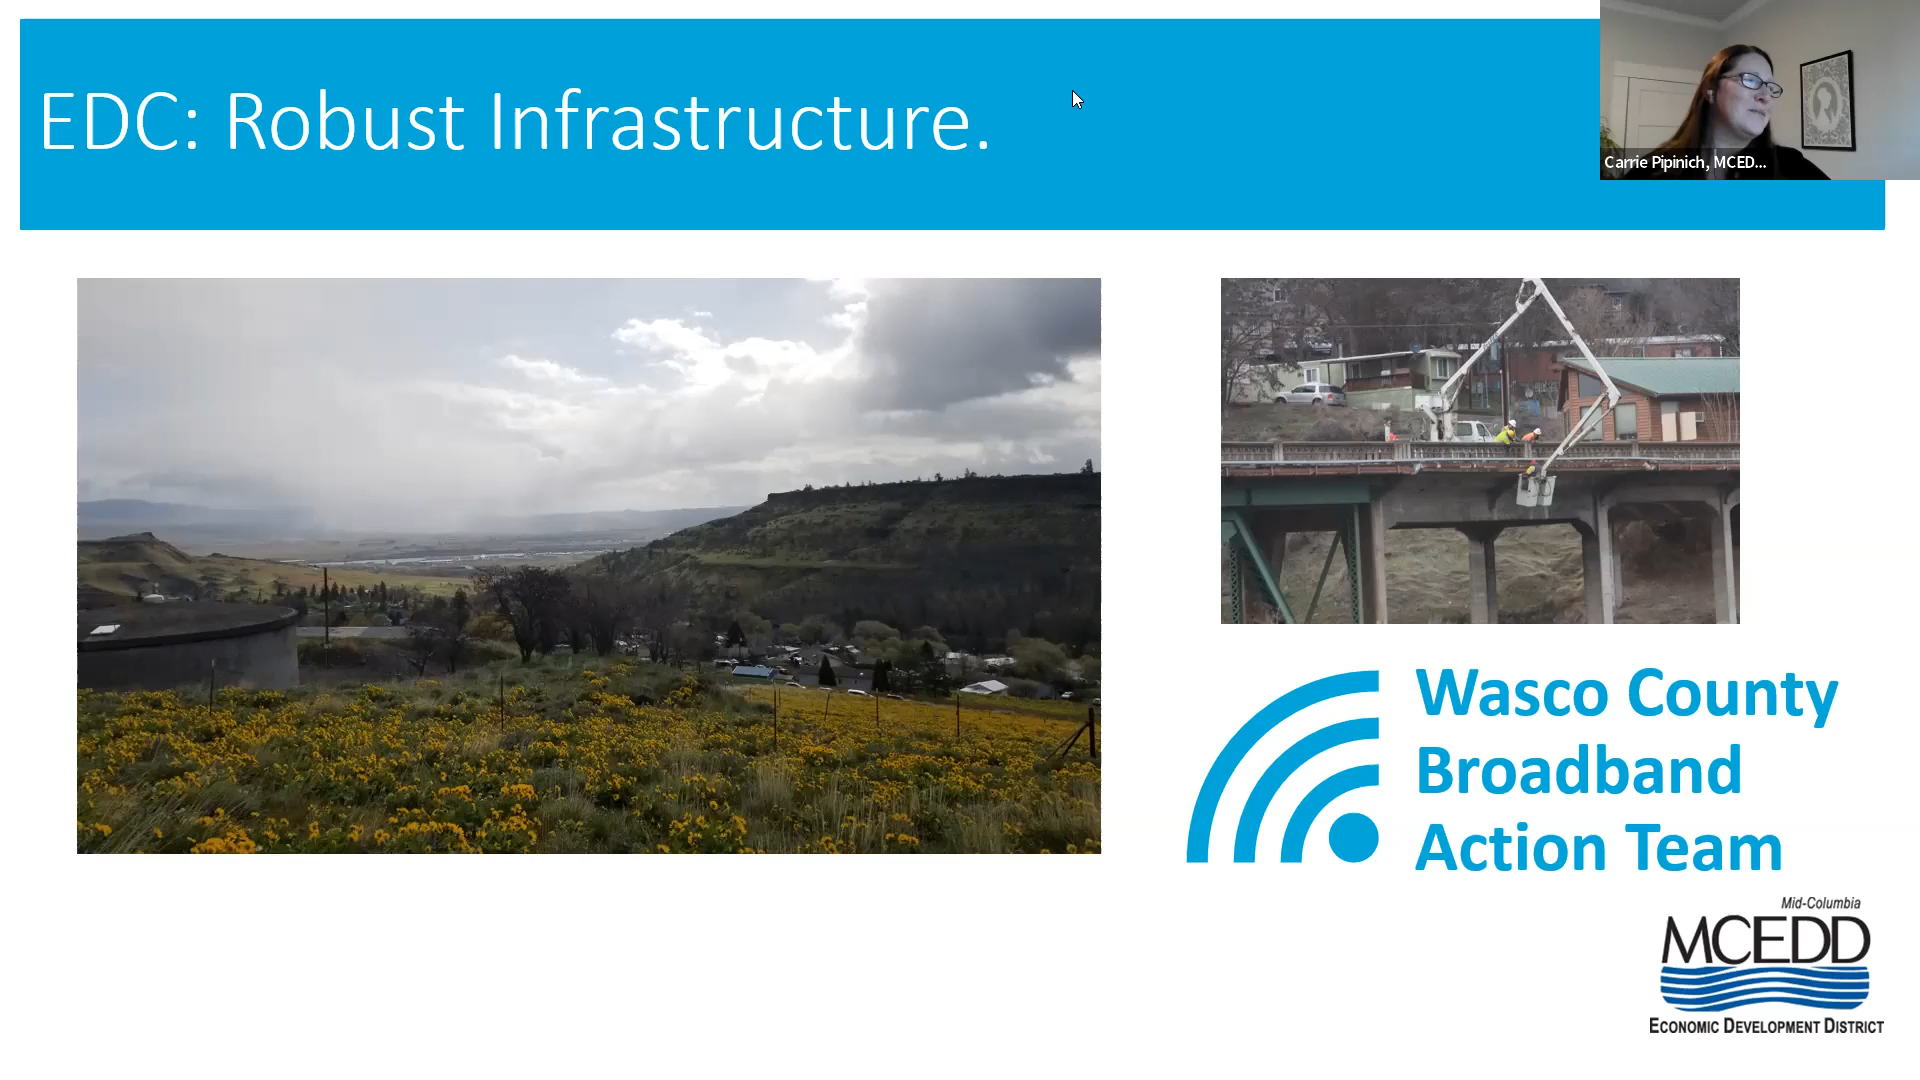 EDC: Robust Infrastructure.
Carrie Pipinich, MCED...
Wasco County
Broadband
Action Team
Mid-Columbia
MCEDD
ECONOMIC DEVELOPMENT DISTRICT